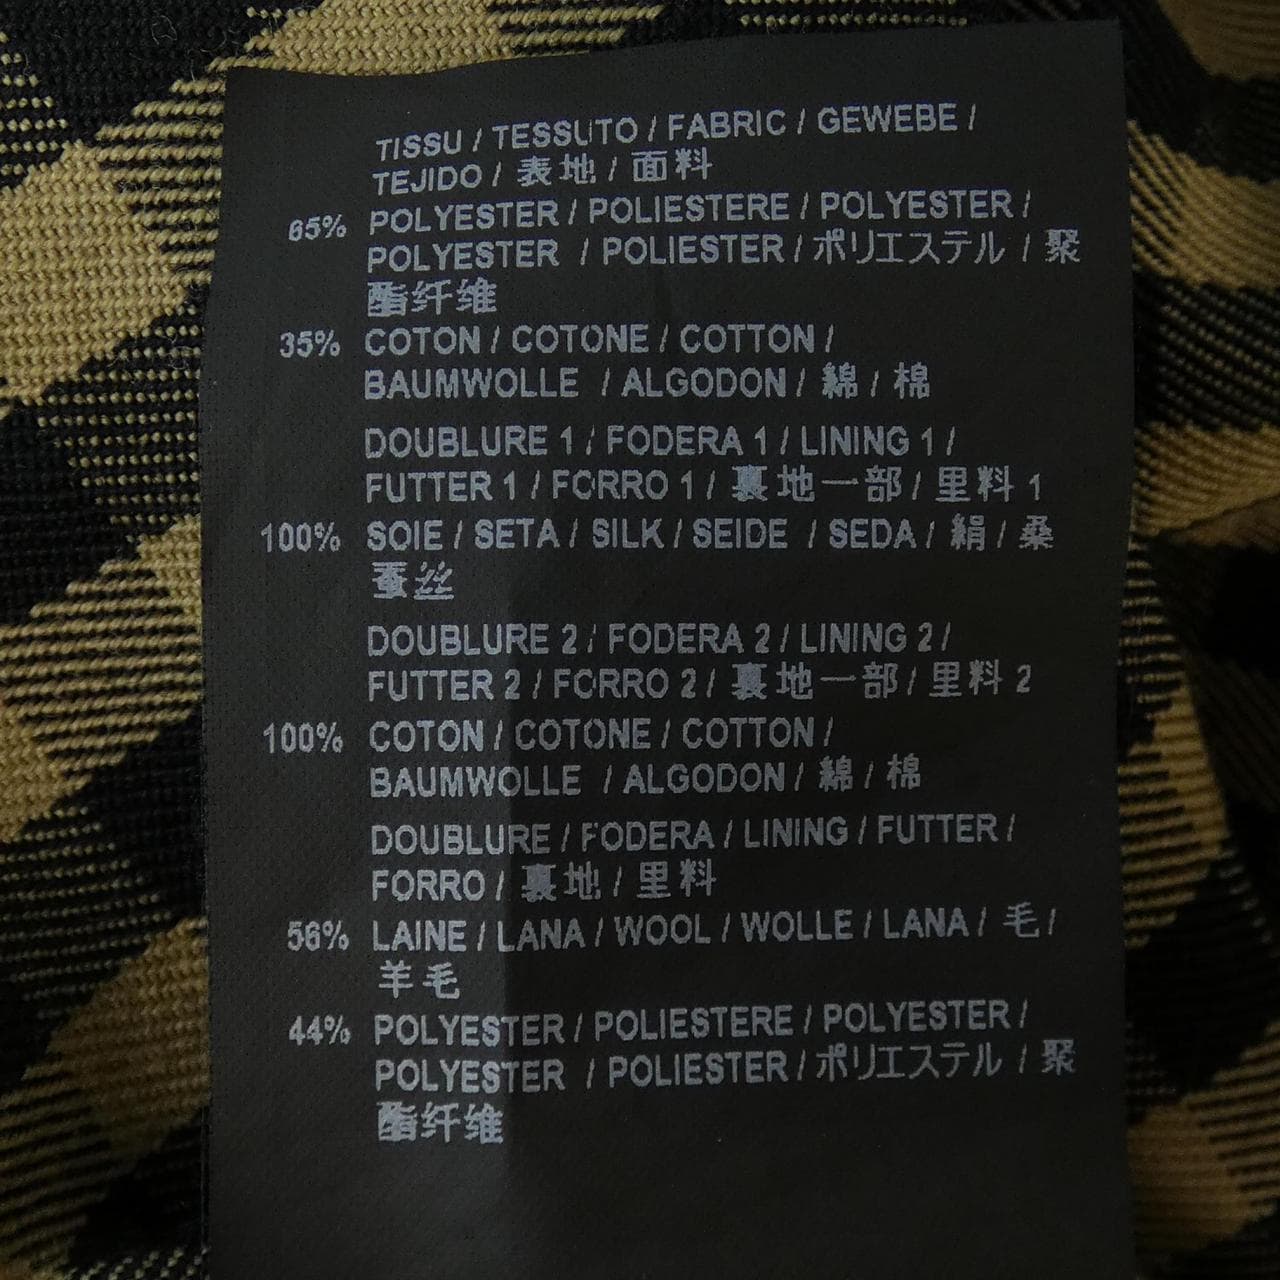 TISSU / TESSUTO / FABRIC / GEWEBE /
TEJIDO / 表地 / 面料
65% POLYESTER / POLIESTERE / POLYESTER /
POLYESTER / POLIESTER / ポリエステル / 聚
酯纤维
35% COTON / COTONE / COTTON /
BAUMWOLLE / ALGODON / 綿 / 棉
DOUBLURE 1 / FODERA 1 / LINING 1 /
FUTTER 1 / FORRO 1 / 裏地一部 / 里料 1
100% SOIE / SETA / SILK / SEIDE / SEDA / 絹 / 桑
蚕丝
DOUBLURE 2 / FODERA 2 / LINING 2 /
FUTTER 2 / FORRO 2 / 裏地一部 / 里料 2
100% COTON / COTONE / COTTON /
BAUMWOLLE / ALGODON / 綿 / 棉
DOUBLURE / FODERA / LINING / FUTTER /
FORRO / 裏地 / 里料
56% LAINE / LANA / WOOL / WOLLE / LANA / 毛 /
羊毛
44% POLYESTER / POLIESTERE / POLYESTER /
POLYESTER / POLIESTER / ポリエステル / 聚
酯纤维